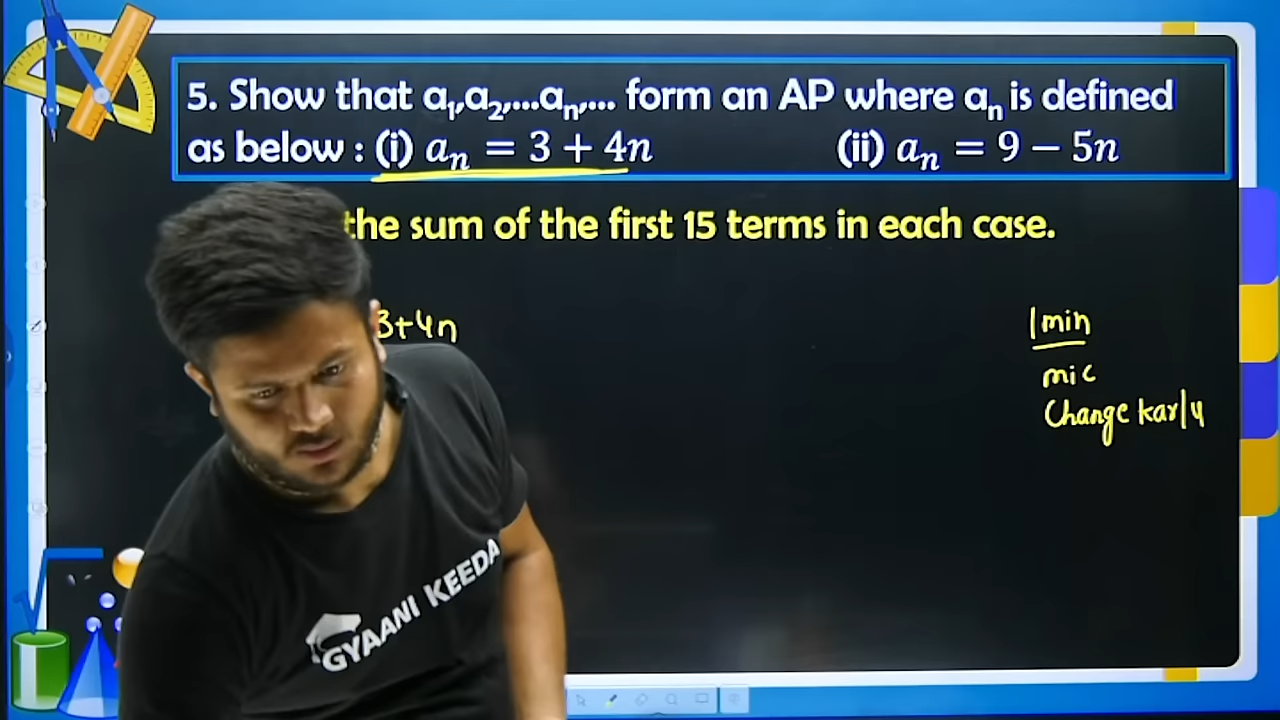 5. Show that a₁,a₂,...aₙ,... form an AP where aₙ is defined
as below : (i) aₙ = 3 + 4n (ii) aₙ = 9 − 5n
the sum of the first 15 terms in each case.
3+4n
1 min
mic
Change kar
GYAANI KEEDA